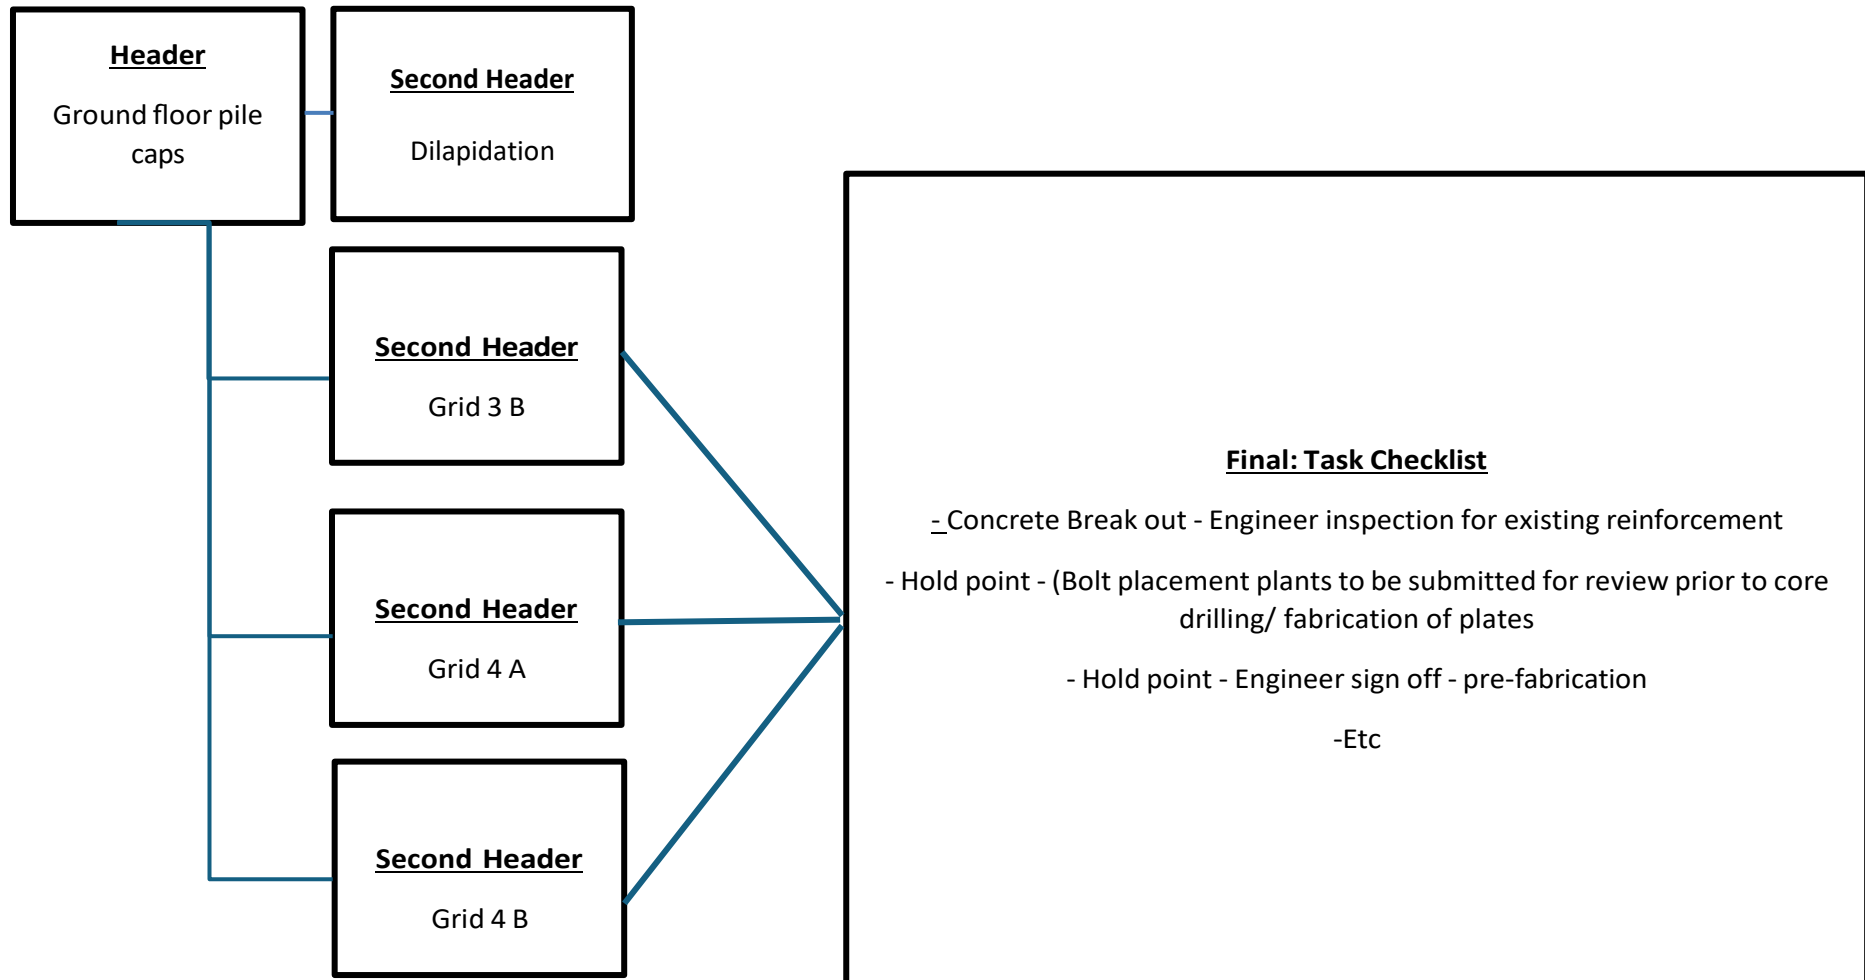 Header
Ground floor pile
caps
Second Header
Dilapidation
Second Header
Grid 3 B
Second Header
Grid 4 A
Second Header
Grid 4 B
Final: Task Checklist
- Concrete Break out - Engineer inspection for existing reinforcement
- Hold point - (Bolt placement plants to be submitted for review prior to core
drilling/ fabrication of plates
- Hold point - Engineer sign off - pre-fabrication
-Etc